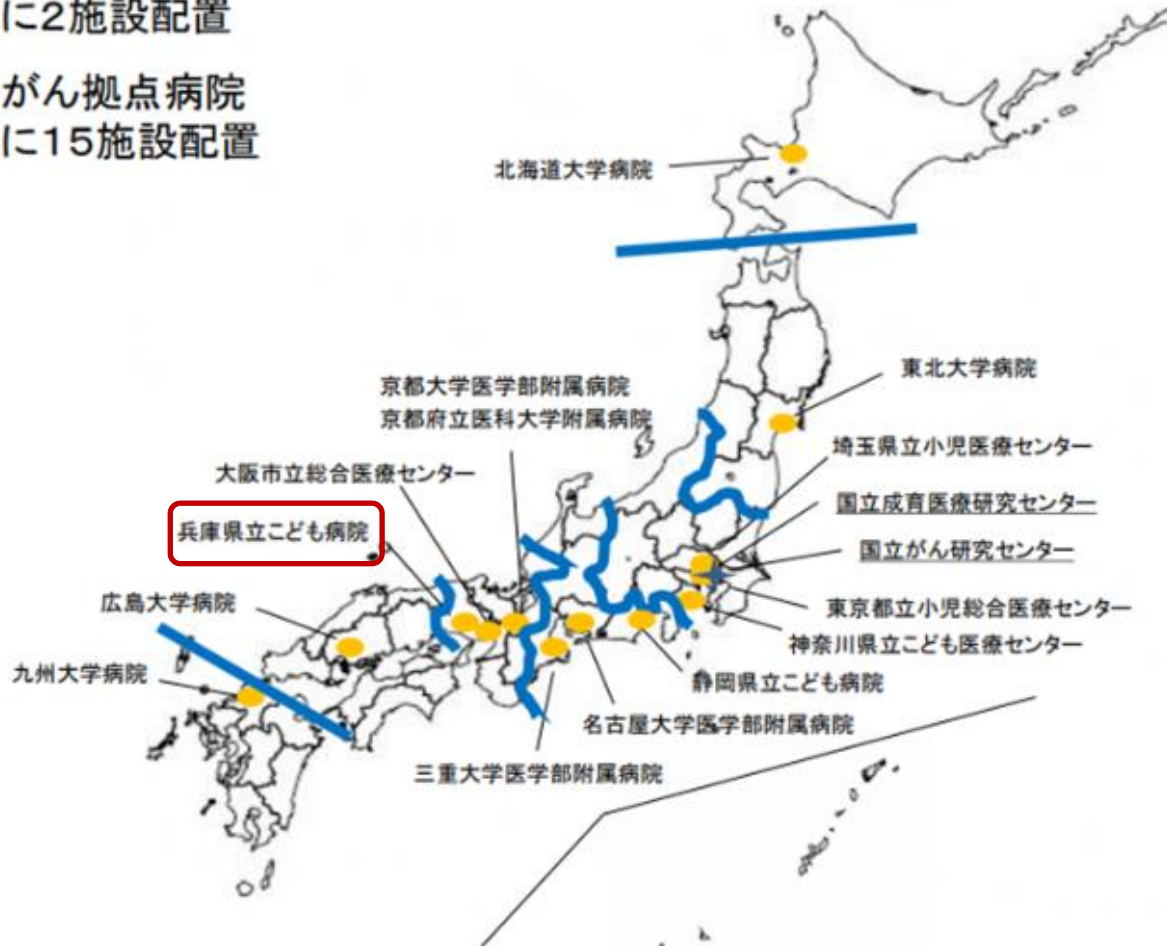 に2施設配置
がん拠点病院
に15施設配置
北海道大学病院
東北大学病院
京都大学医学部附属病院
京都府立医科大学附属病院
埼玉県立小児医療センター
大阪市立総合医療センター
国立成育医療研究センター
兵庫県立こども病院
国立がん研究センター
広島大学病院
東京都立小児総合医療センター
神奈川県立こども医療センター
九州大学病院
静岡県立こども病院
名古屋大学医学部附属病院
三重大学医学部附属病院